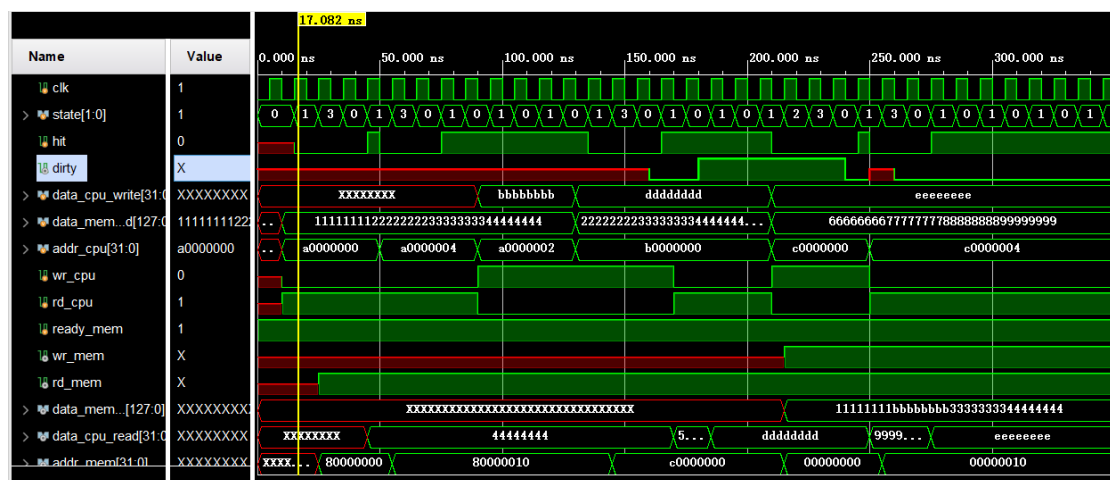 17.082 ns
Name Value 0.000 ns 50.000 ns 100.000 ns 150.000 ns 200.000 ns 250.000 ns 300.000 ns
clk 1
state[1:0] 1 0 1 3 0 1 3 0 1 0 1 0 1 0 1 3 0 1 0 1 0 1 2 3 0 1 3 0 1 0 1 0 1 0 1
hit 0
dirty X
data_cpu_write[31:0 XXXXXXXX XXXXXXXX bbbbbbbb dddddddd eeeeeeee
data_mem...d[127:0 11111111222 .. 11111111222222223333333344444444 222222223333333344444444... 66666666777777778888888899999999
addr_cpu[31:0] a0000000 .. a0000000 a0000004 a0000002 b0000000 c0000000 c0000004
wr_cpu 0
rd_cpu 1
ready_mem 1
wr_mem X
rd_mem X
data_mem...[127:0] XXXXXXXX XXXXXXXXXXXXXXXXXXXXXXXXXXXXXXXX 11111111bbbbbbbb3333333344444444
data_cpu_read[31:0 XXXXXXXX XXXXXXXX 44444444 5... dddddddd 9999... eeeeeeee
addr_mem[31:0] XXXXXXXX XXXX... 80000000 80000010 c0000000 00000000 00000010